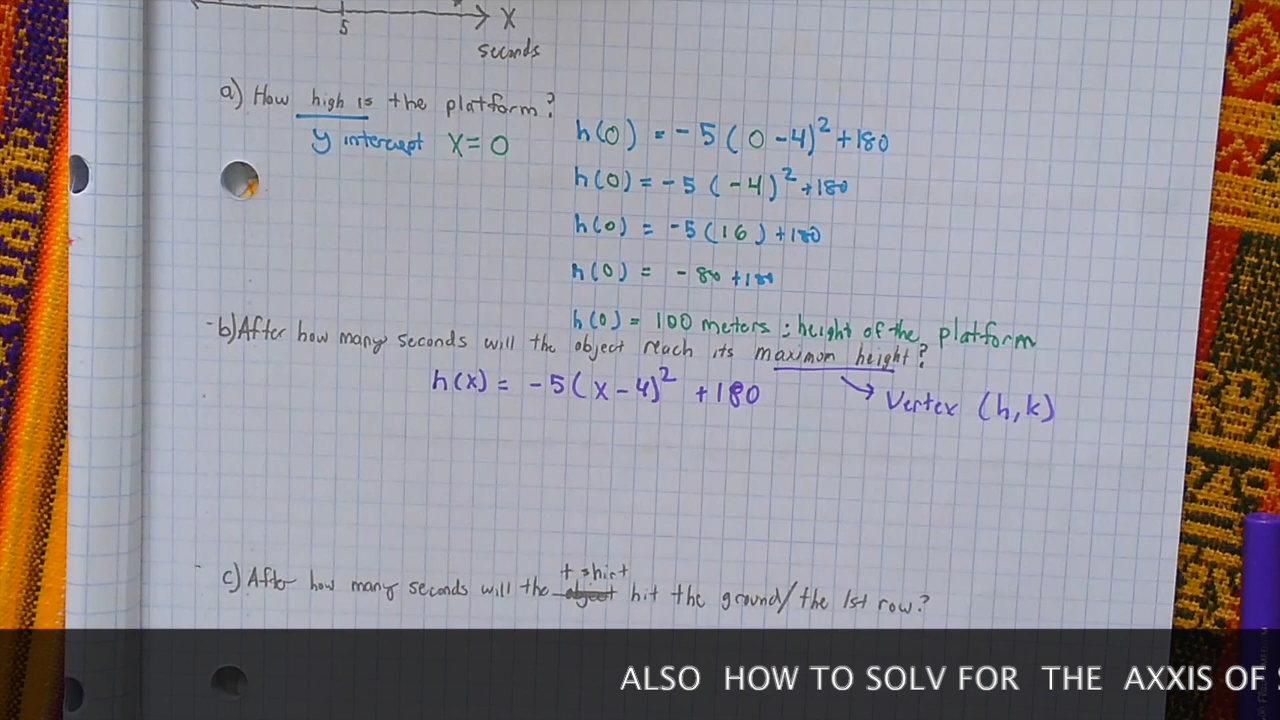 5
X
seconds
a) How high is the platform?
y intercept X=0
h(0) = -5(0-4)² +180
h(0) = -5(-4)² +180
h(0) = -5(16) +180
h(0) = -80 +180
h(0) = 100 meters : height of the platform
-b) After how many seconds will the object reach its maximum height?
h(x) = -5(x-4)² +180
Vertex (h,k)
t shirt
c) After how many seconds will the object hit the ground/the 1st row?
ALSO HOW TO SOLV FOR THE AXXIS OF